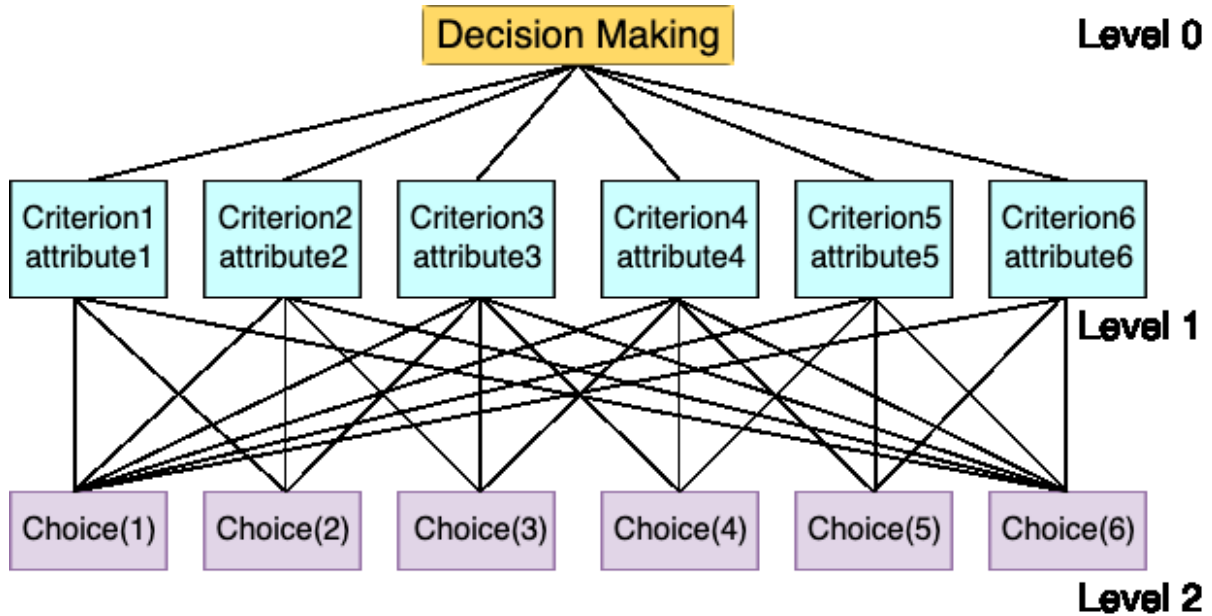 Decision Making
Level 0
Criterion1
attribute1
Criterion2
attribute2
Criterion3
attribute3
Criterion4
attribute4
Criterion5
attribute5
Criterion6
attribute6
Level 1
Choice(1)
Choice(2)
Choice(3)
Choice(4)
Choice(5)
Choice(6)
Level 2